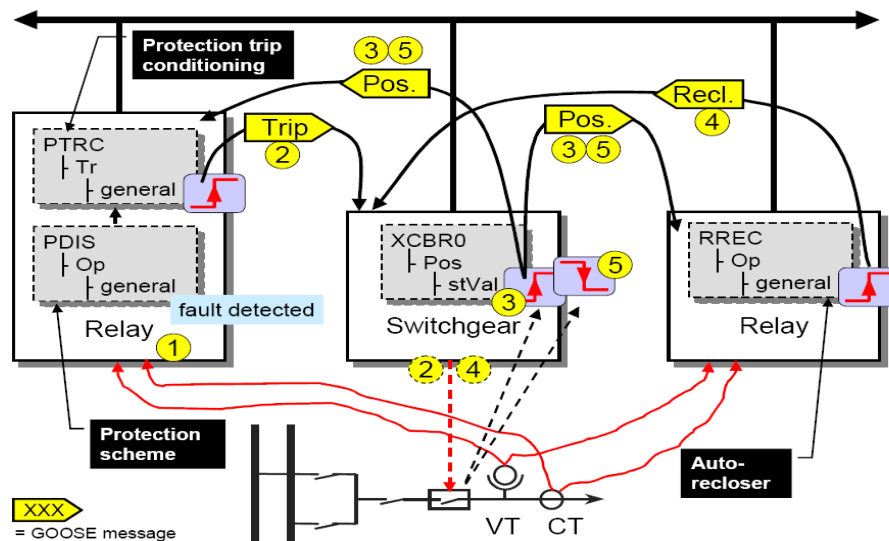 Protection trip
conditioning
3 5
Pos.
Recl.
4
Trip
2
Pos.
3 5
PTRC
Tr
general
PDIS
Op
general
fault detected
Relay
1
XCBR0
Pos
stVal
3
5
Switchgear
2 4
RREC
Op
general
Relay
Protection
scheme
Auto-
recloser
VT CT
XXX
= GOOSE message